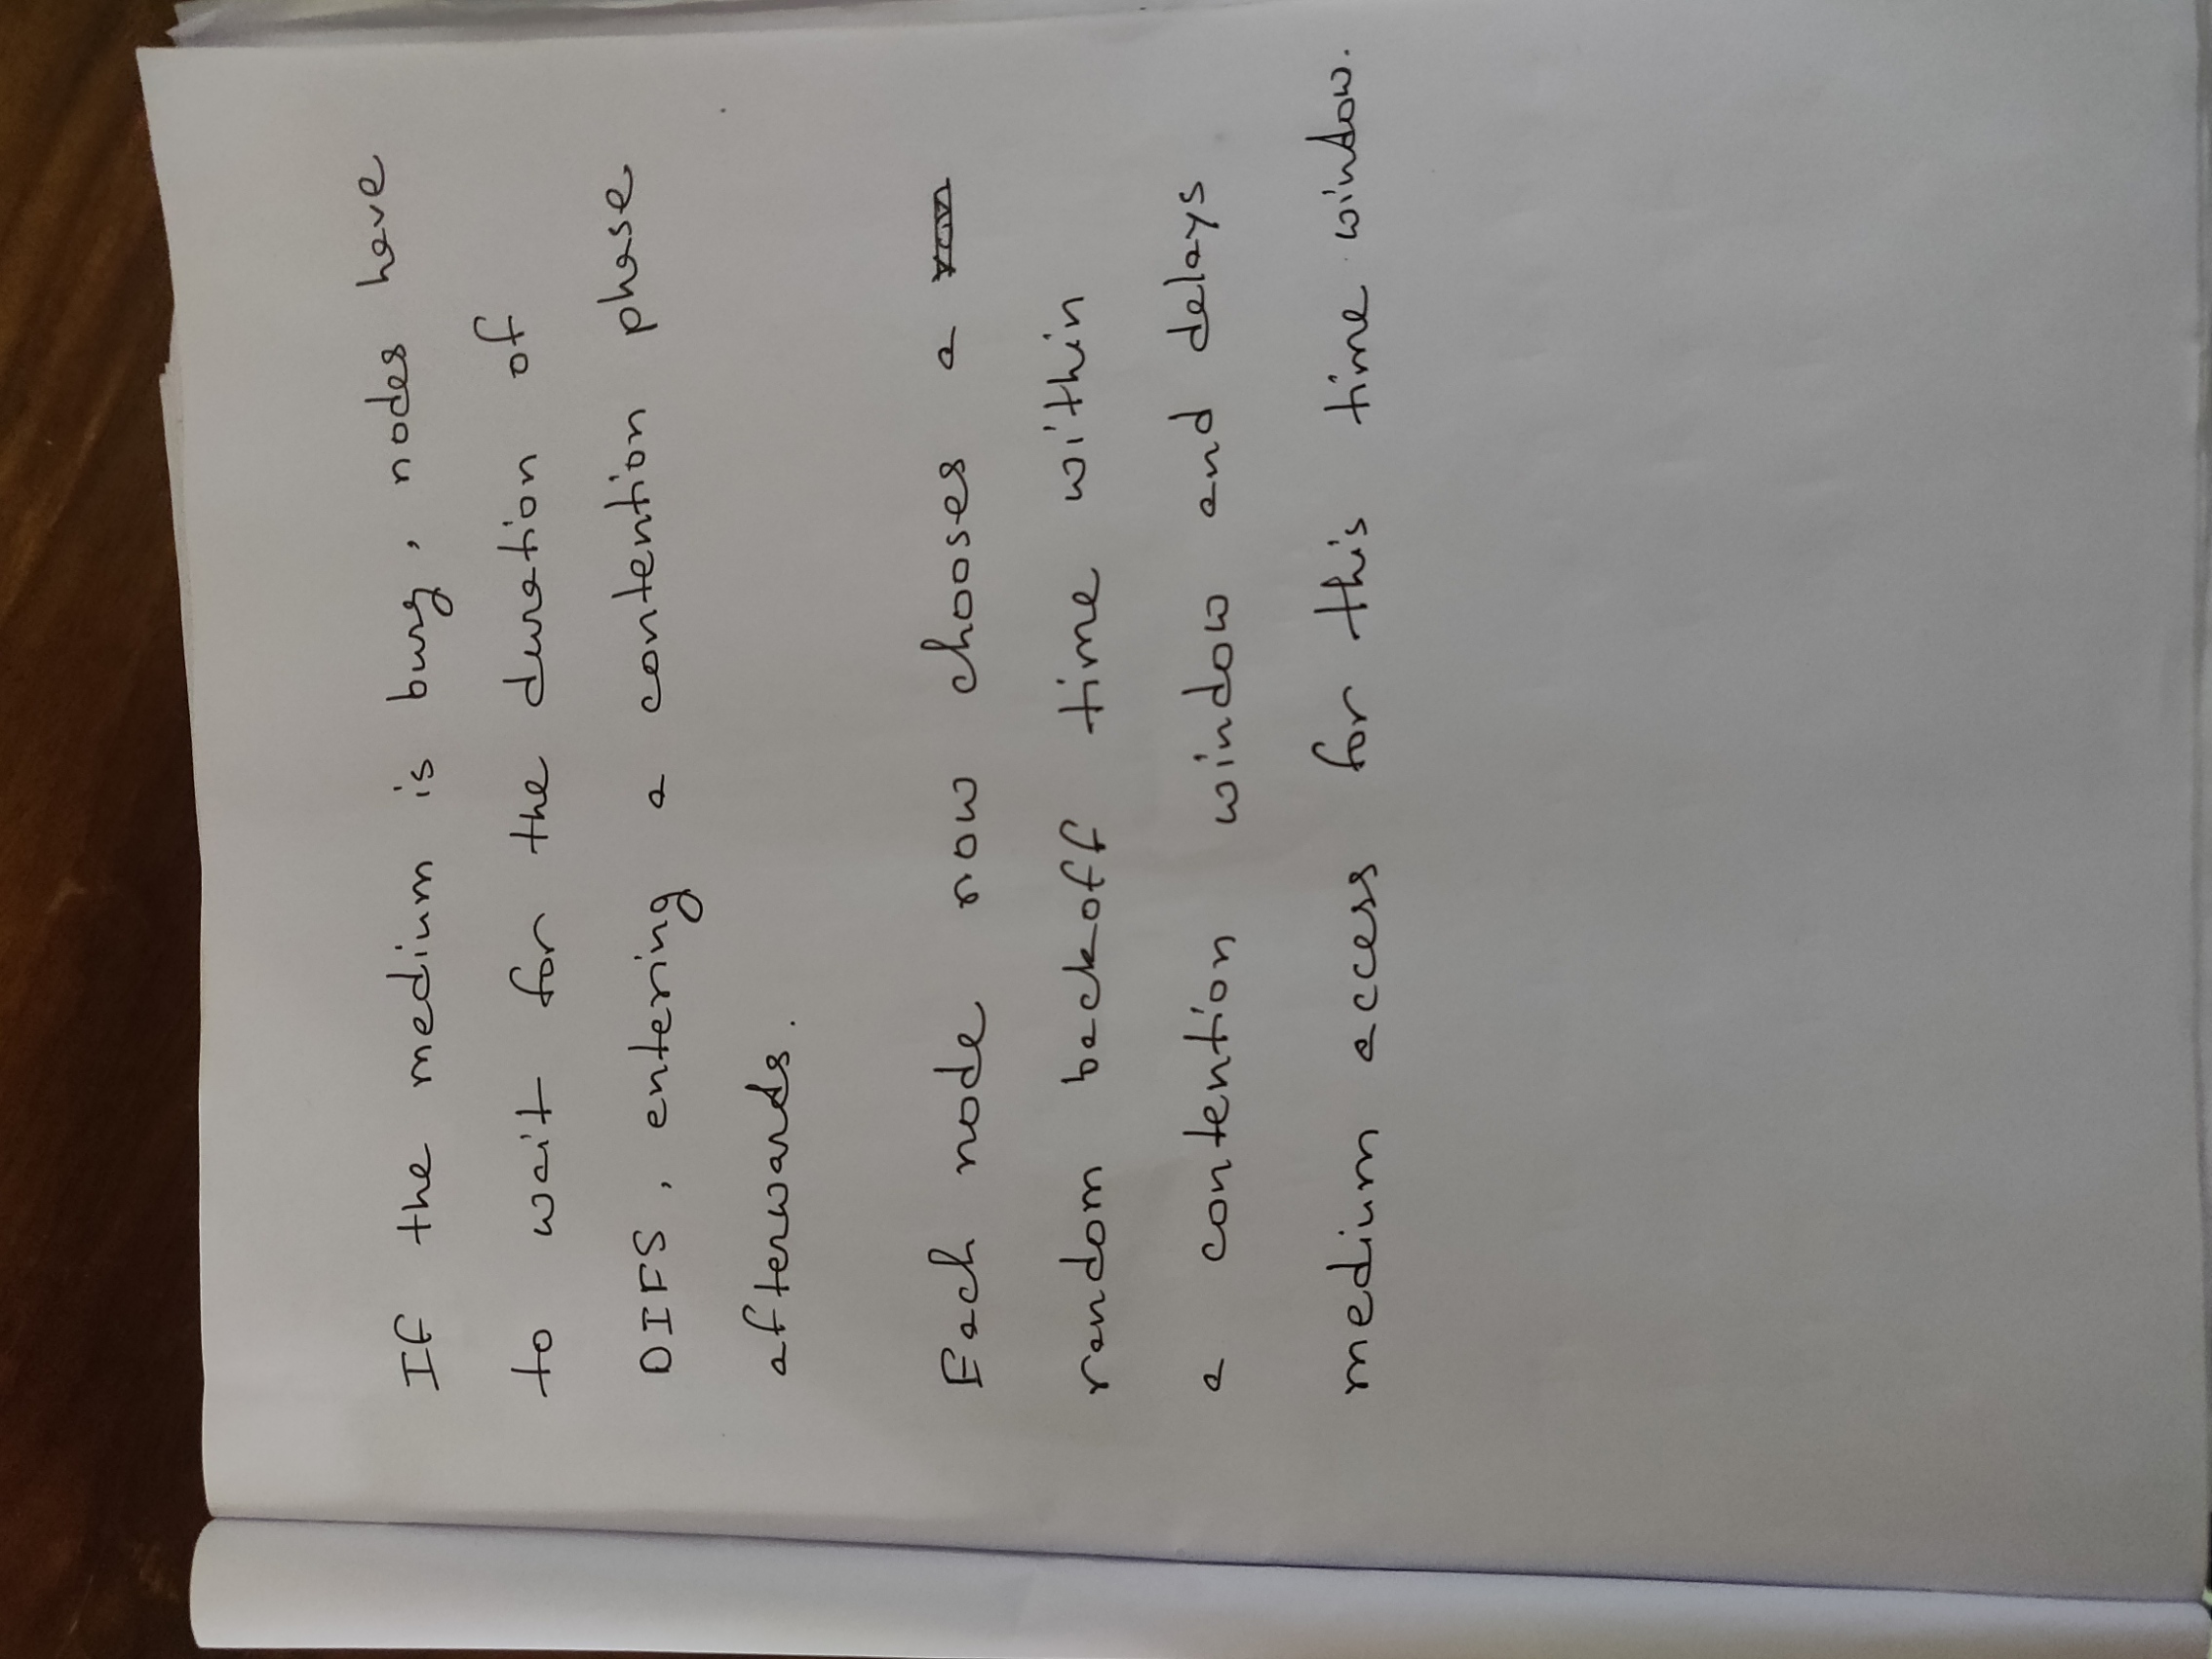 If the medium is busy, nodes have
to wait for the duration of
DIFS, entering a contention phase
afterwards.
Each node now chooses a
random backoff time within
a contention window and delays
medium access for this time window.